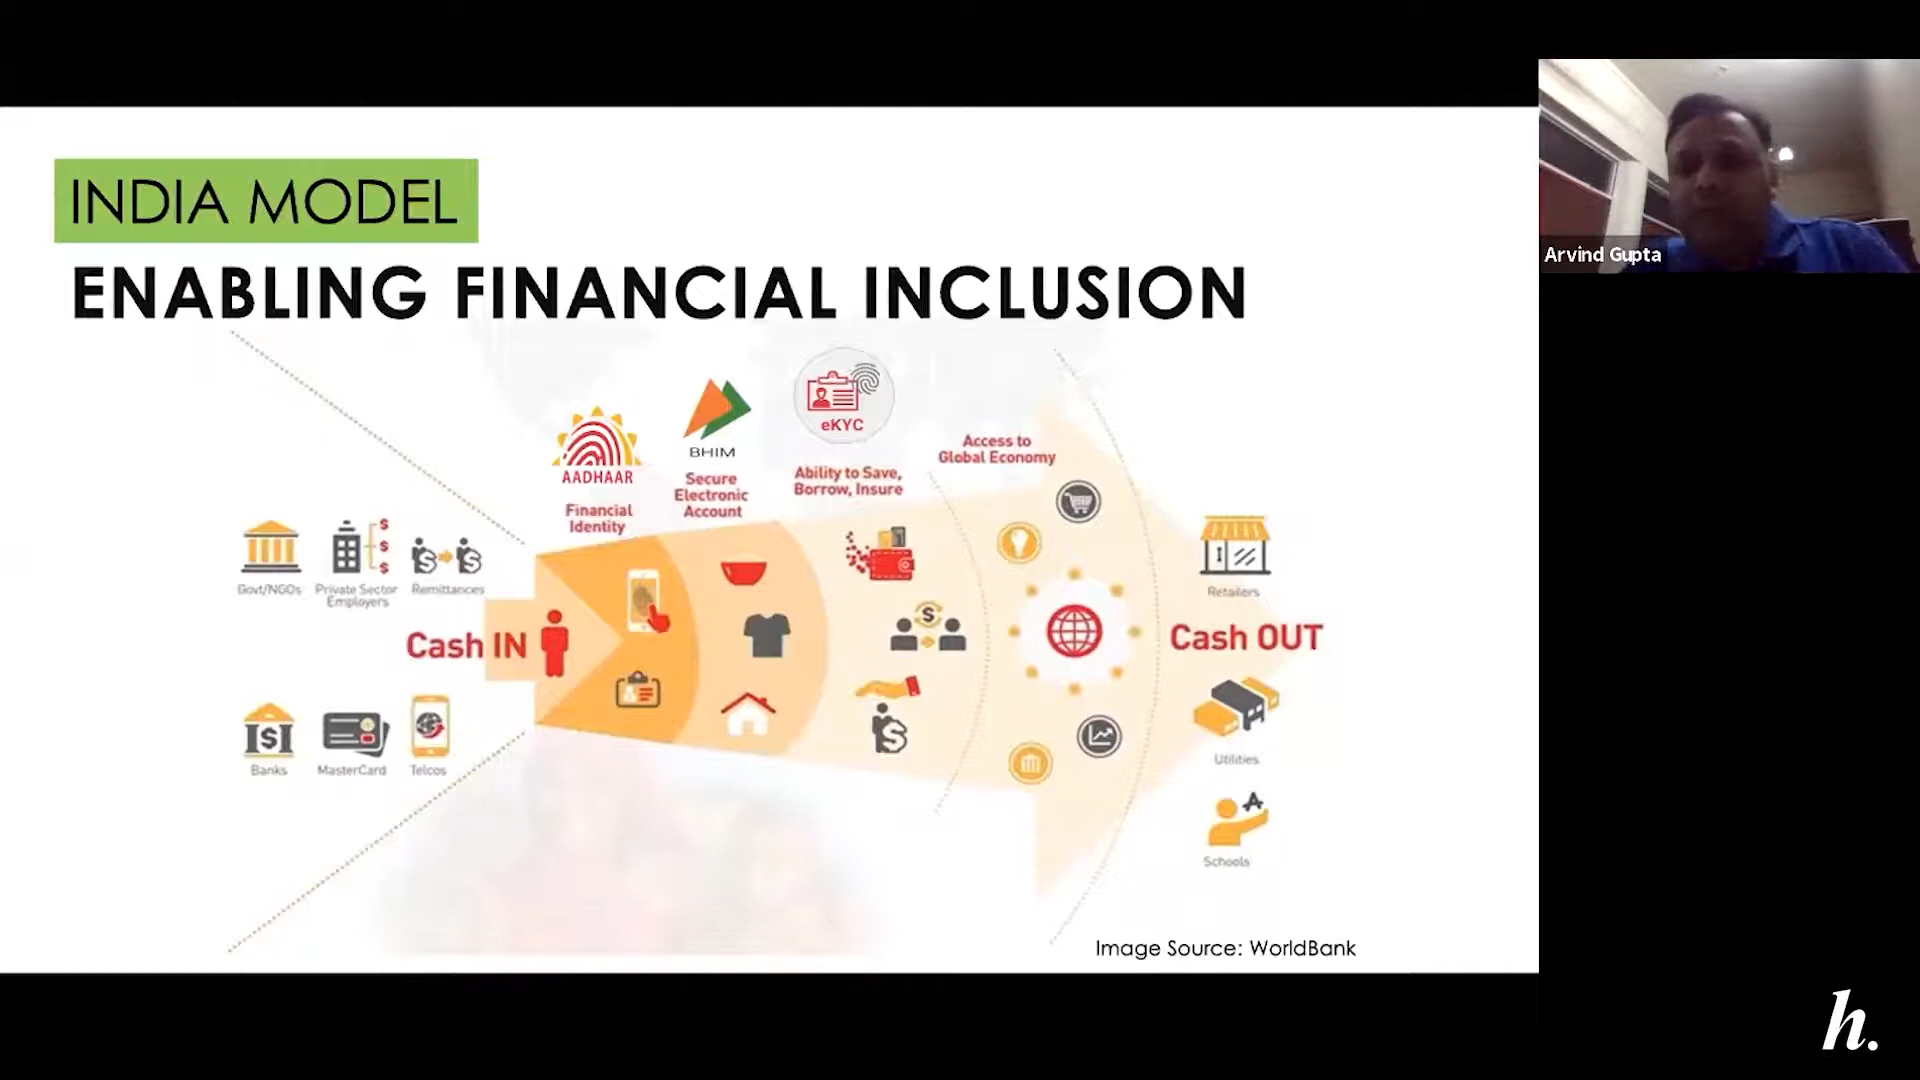 INDIA MODEL
ENABLING FINANCIAL INCLUSION
AADHAAR
Financial
Identity
BHIM
Secure
Electronic
Account
eKYC
Ability to Save,
Borrow, Insure
Access to
Global Economy
Govt/NGOs
Private Sector
Employers
Remittances
Cash IN
Banks
MasterCard
Telcos
Retailers
Cash OUT
Utilities
Schools
Image Source: WorldBank
Arvind Gupta
h.